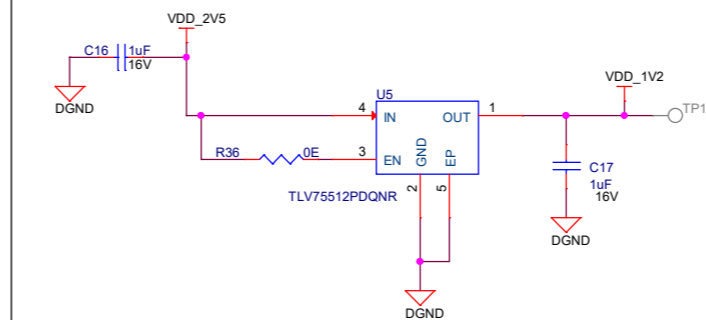 VDD_2V5
C16 1uF
16V
DGND
VDD_1V2
U5
4 IN OUT 1
TP1
R36 0E 3 EN GND EP
C17
1uF
16V
TLV75512PDQNR 2 5
DGND
DGND